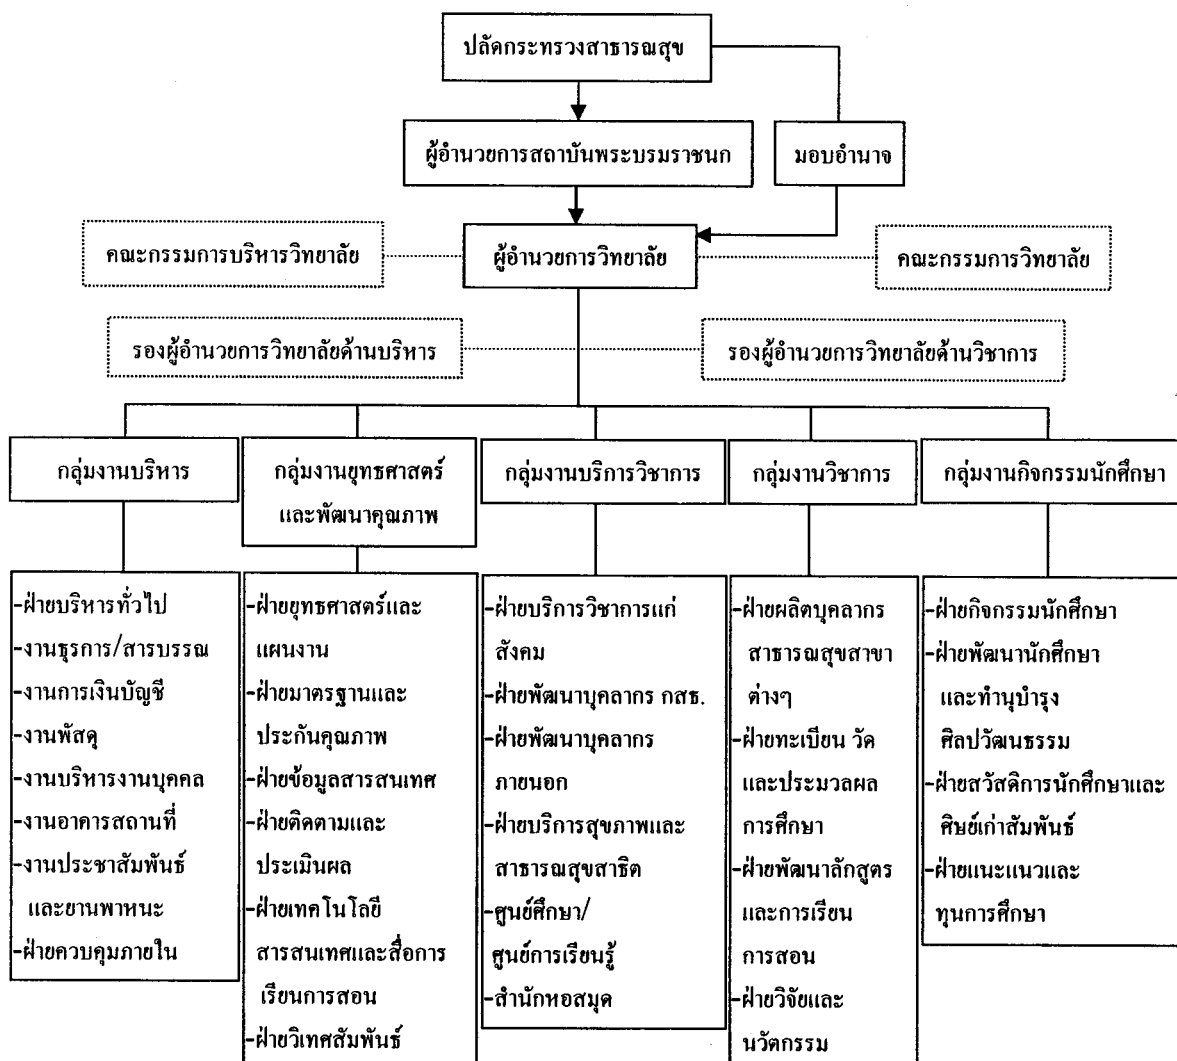 ปลัดกระทรวงสาธารณสุข
ผู้อำนวยการสถาบันพระบรมราชนก
มอบอำนาจ
คณะกรรมการบริหารวิทยาลัย
ผู้อำนวยการวิทยาลัย
คณะกรรมการวิทยาลัย
รองผู้อำนวยการวิทยาลัยด้านบริหาร
รองผู้อำนวยการวิทยาลัยด้านวิชาการ
กลุ่มงานบริหาร
กลุ่มงานยุทธศาสตร์
และพัฒนาคุณภาพ
กลุ่มงานบริการวิชาการ
กลุ่มงานวิชาการ
กลุ่มงานกิจกรรมนักศึกษา
-ฝ่ายบริหารทั่วไป
-งานธุรการ/สารบรรณ
-งานการเงินบัญชี
-งานพัสดุ
-งานบริหารงานบุคคล
-งานอาคารสถานที่
-งานประชาสัมพันธ์
และยานพาหนะ
-ฝ่ายควบคุมภายใน
-ฝ่ายยุทธศาสตร์และ
แผนงาน
-ฝ่ายมาตรฐานและ
ประกันคุณภาพ
-ฝ่ายข้อมูลสารสนเทศ
-ฝ่ายติดตามและ
ประเมินผล
-ฝ่ายเทคโนโลยี
สารสนเทศและสื่อการ
เรียนการสอน
-ฝ่ายวิเทศสัมพันธ์
-ฝ่ายบริการวิชาการแก่
สังคม
-ฝ่ายพัฒนาบุคลากร กสธ.
-ฝ่ายพัฒนาบุคลากร
ภายนอก
-ฝ่ายบริการสุขภาพและ
สาธารณสุขสาธิต
-ศูนย์ศึกษา/
ศูนย์การเรียนรู้
-สำนักหอสมุด
-ฝ่ายผลิตบุคลากร
สาธารณสุขสาขา
ต่างๆ
-ฝ่ายทะเบียน วัด
และประมวลผล
การศึกษา
-ฝ่ายพัฒนาลักสูตร
และการเรียน
การสอน
-ฝ่ายวิจัยและ
นวัตกรรม
-ฝ่ายกิจกรรมนักศึกษา
-ฝ่ายพัฒนานักศึกษา
และทำนุบำรุง
ศิลปวัฒนธรรม
-ฝ่ายสวัสดิการนักศึกษาและ
ศิษย์เก่าสัมพันธ์
-ฝ่ายแนะแนวและ
ทุนการศึกษา